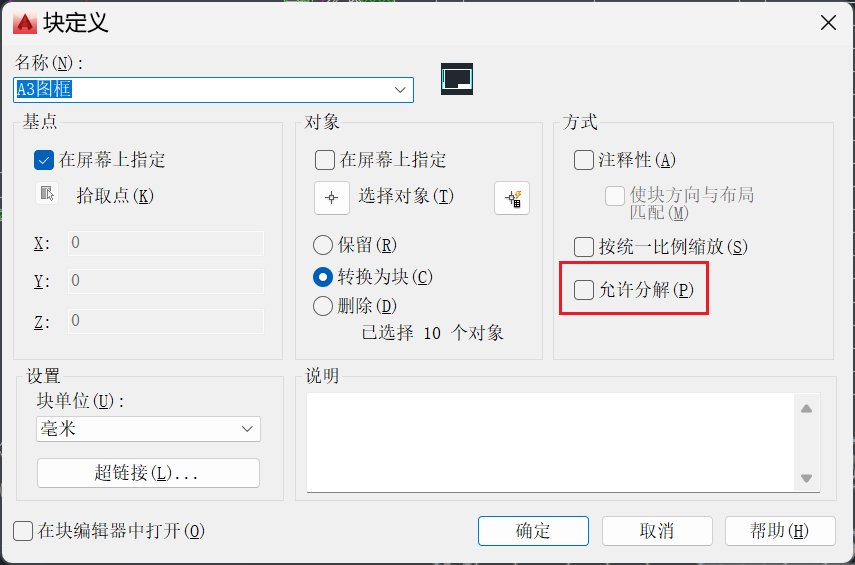 块定义
名称(N):
A3图框
基点
在屏幕上指定
拾取点(K)
X: 0
Y: 0
Z: 0
对象
在屏幕上指定
选择对象(T)
保留(R)
转换为块(C)
删除(D)
已选择 10 个对象
方式
注释性(A)
使块方向与布局
匹配(M)
按统一比例缩放(S)
允许分解(P)
设置
块单位(U):
毫米
超链接(L)...
说明
在块编辑器中打开(O)
确定
取消
帮助(H)